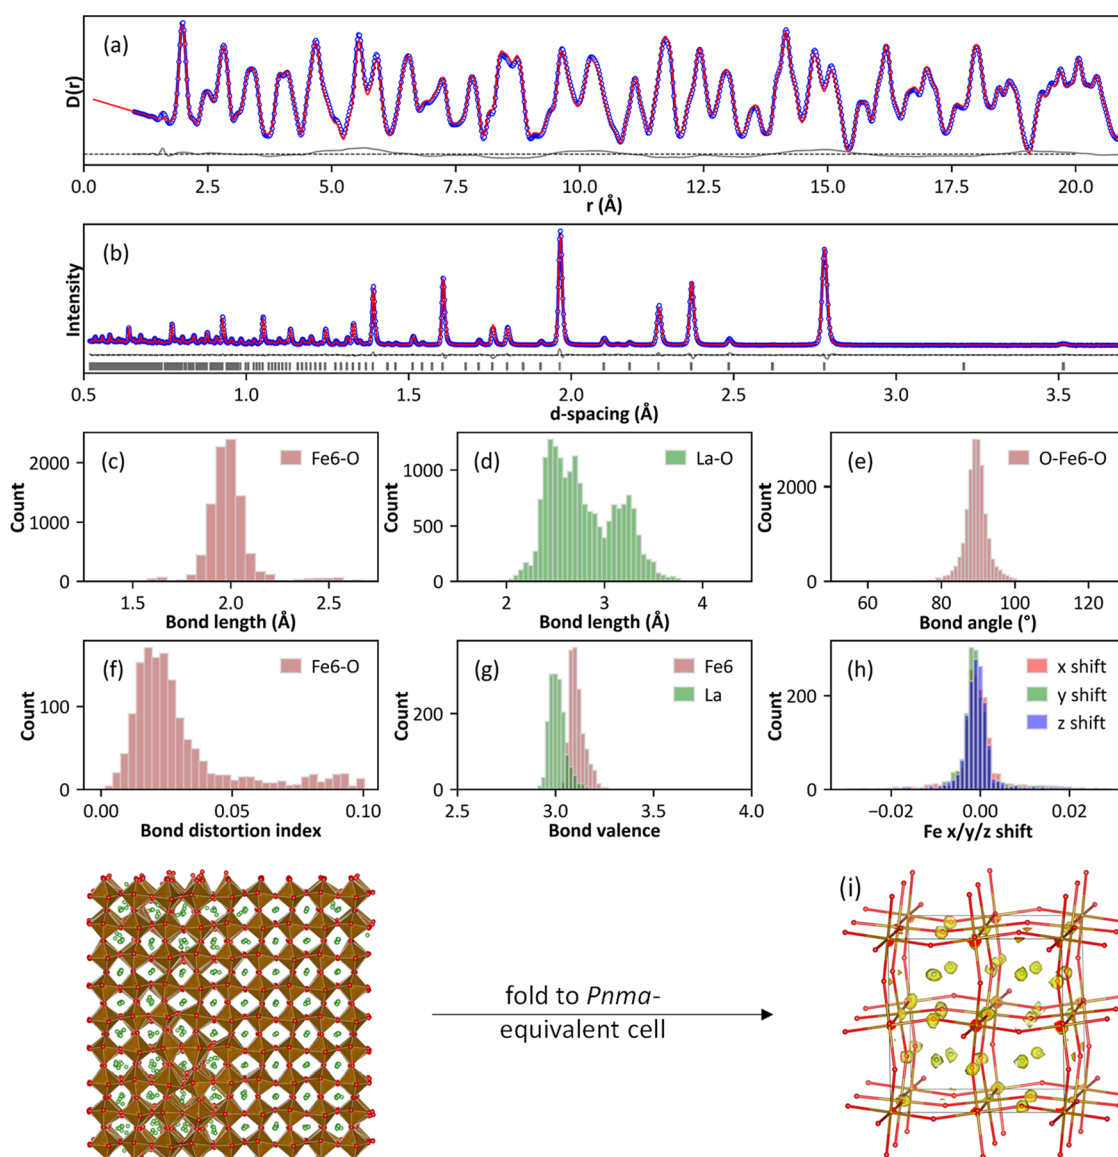 (a)
D(r)
0.0 2.5 5.0 7.5 10.0 12.5 15.0 17.5 20.0
r (Å)
(b)
Intensity
0.5 1.0 1.5 2.0 2.5 3.0 3.5
d-spacing (Å)
(c) Fe6-O
Count
2000
1000
0
1.5 2.0 2.5
Bond length (Å)
(d) La-O
Count
1000
500
0
2 3 4
Bond length (Å)
(e) O-Fe6-O
Count
2000
0
60 80 100 120
Bond angle (°)
(f) Fe6-O
Count
100
0
0.00 0.05 0.10
Bond distortion index
(g) Fe6
La
Count
200
0
2.5 3.0 3.5 4.0
Bond valence
(h) x shift
y shift
z shift
Count
200
0
−0.02 0.00 0.02
Fe x/y/z shift
fold to Pnma-
equivalent cell
(i)